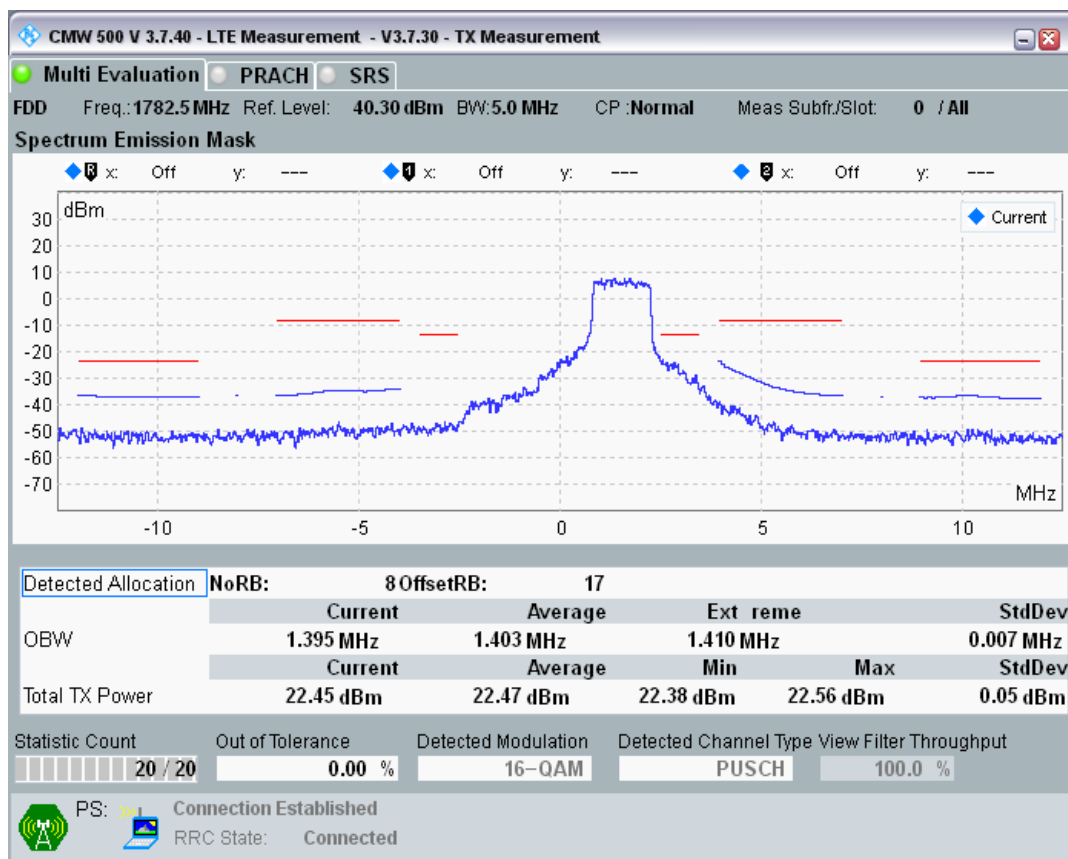 CMW 500 V 3.7.40 - LTE Measurement - V3.7.30 - TX Measurement
Multi Evaluation PRACH SRS
FDD Freq.: 1782.5 MHz Ref. Level: 40.30 dBm BW: 5.0 MHz CP : Normal Meas Subfr./Slot: 0 / All
Spectrum Emission Mask
R x: Off y: --- 1 x: Off y: --- 2 x: Off y: ---
dBm
Current
30
20
10
0
-10
-20
-30
-40
-50
-60
-70
MHz
-10 -5 0 5 10
Detected Allocation NoRB: 8 OffsetRB: 17
Current Average Ext reme StdDev
OBW 1.395 MHz 1.403 MHz 1.410 MHz 0.007 MHz
Current Average Min Max StdDev
Total TX Power 22.45 dBm 22.47 dBm 22.38 dBm 22.56 dBm 0.05 dBm
Statistic Count Out of Tolerance Detected Modulation Detected Channel Type View Filter Throughput
20 / 20 0.00 % 16-QAM PUSCH 100.0 %
PS: Connection Established
RRC State: Connected